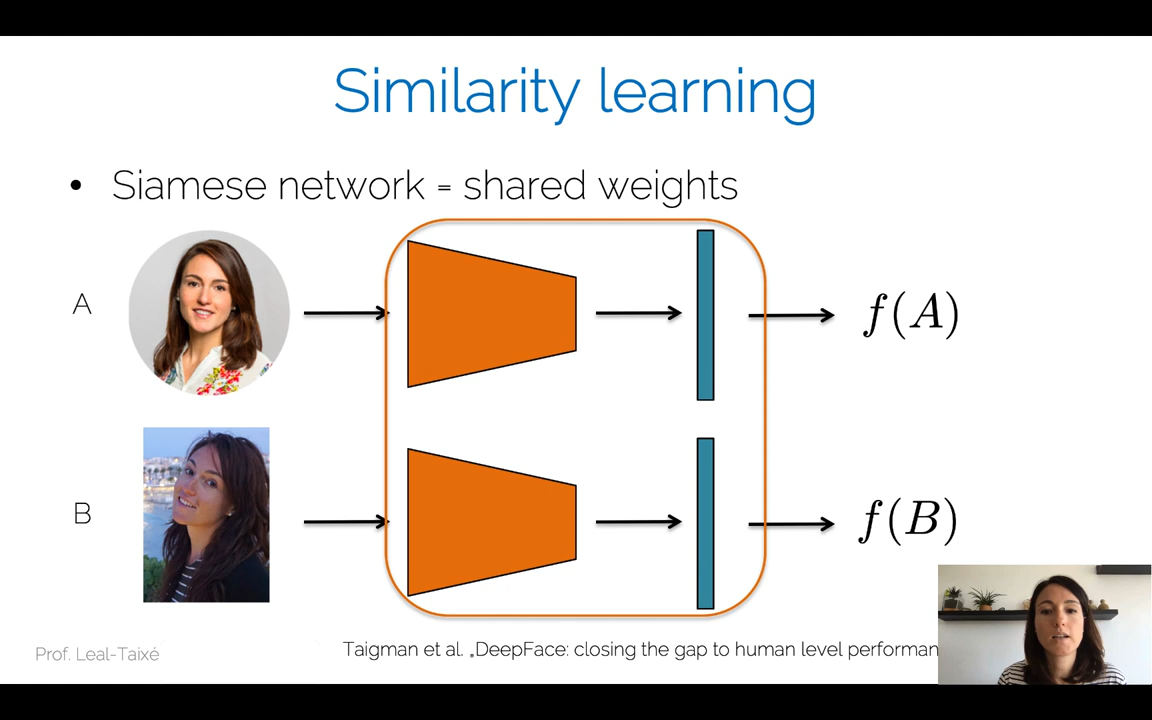 Similarity learning
• Siamese network = shared weights
A
f(A)
B
f(B)
Prof. Leal-Taixé
Taigman et al. „DeepFace: closing the gap to human level performan